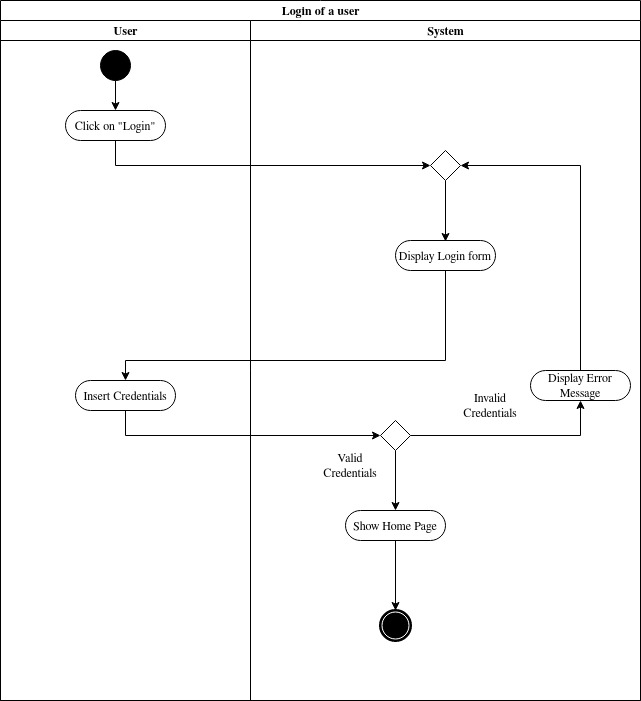 Login of a user
User
System
Click on "Login"
Display Login form
Display Error
Message
Insert Credentials
Invalid
Credentials
Valid
Credentials
Show Home Page